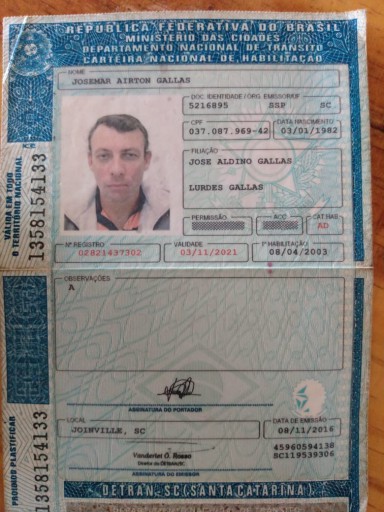 REPÚBLICA FEDERATIVA DO BRASIL
MINISTÉRIO DAS CIDADES
DEPARTAMENTO NACIONAL DE TRÂNSITO
CARTEIRA NACIONAL DE HABILITAÇÃO
NOME
JOSEMAR AIRTON GALLAS
DOC. IDENTIDADE / ÓRG. EMISSOR/UF
5216895 SSP SC
CPF DATA NASCIMENTO
037.087.969-42 03/01/1982
FILIAÇÃO
JOSE ALDINO GALLAS
LURDES GALLAS
PERMISSÃO ACC CAT.HAB.
AD
Nº REGISTRO VALIDADE 1ª HABILITAÇÃO
02821437302 03/11/2021 08/04/2003
VÁLIDA EM TODO
O TERRITÓRIO NACIONAL
1358154133
OBSERVAÇÕES
A
ASSINATURA DO PORTADOR
LOCAL DATA DE EMISSÃO
JOINVILLE, SC 08/11/2016
Vanderlei O. Rosso
Diretor do DETRAN/SC
45960594138
SC119539306
ASSINATURA DO EMISSOR
PROIBIDO PLASTIFICAR
1358154133
DETRAN-SC (SANTA CATARINA)